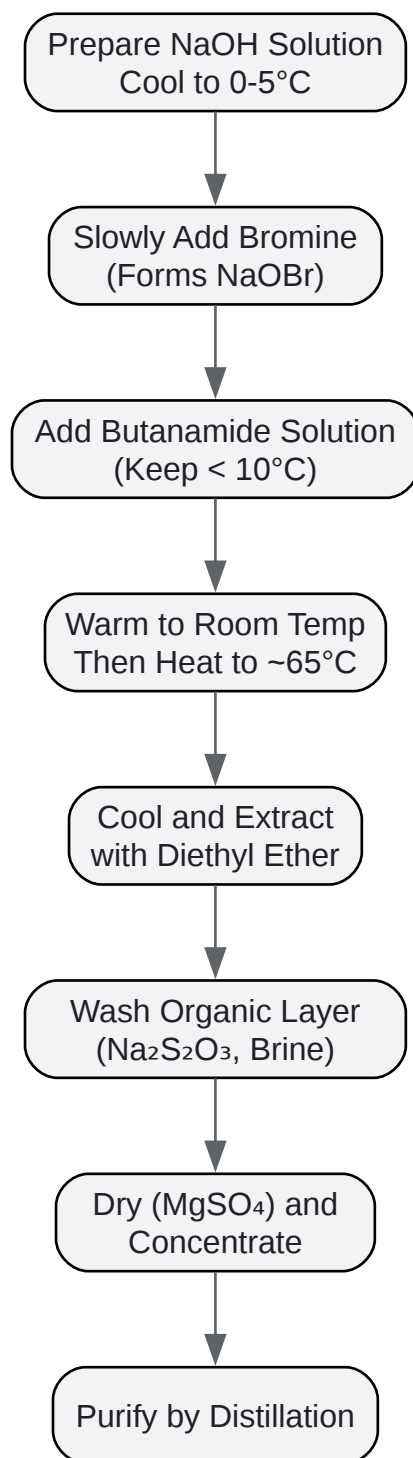 Prepare NaOH Solution
Cool to 0-5°C
Slowly Add Bromine
(Forms NaOBr)
Add Butanamide Solution
(Keep < 10°C)
Warm to Room Temp
Then Heat to ~65°C
Cool and Extract
with Diethyl Ether
Wash Organic Layer
(Na₂S₂O₃, Brine)
Dry (MgSO₄) and
Concentrate
Purify by Distillation